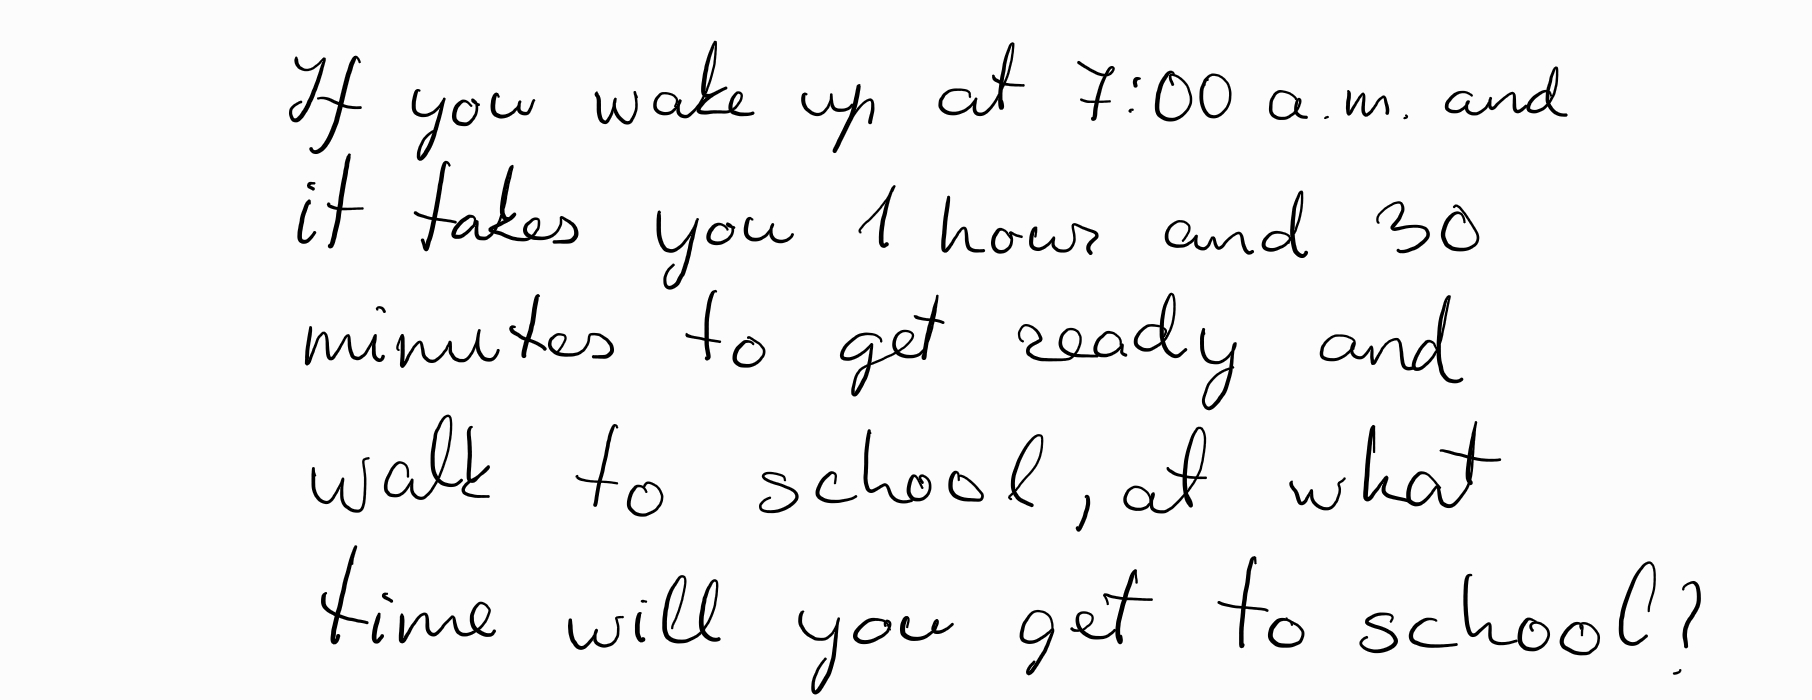 If you wake up at 7:00 a.m. and
it takes you 1 hour and 30
minutes to get ready and
walk to school, at what
time will you get to school?